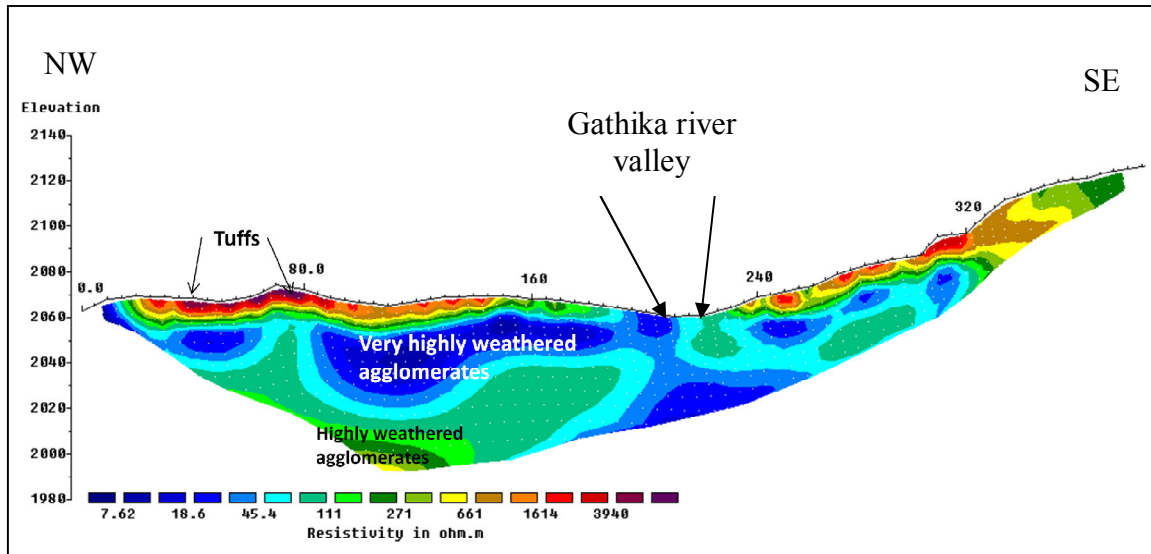 NW
SE
Elevation
Gathika river
valley
2140
2120
2100
2080
2060
2040
2020
2000
1980
0.0
80.0
160
240
320
Tuffs
Very highly weathered
agglomerates
Highly weathered
agglomerates
7.62 18.6 45.4 111 271 661 1614 3940
Resistivity in ohm.m